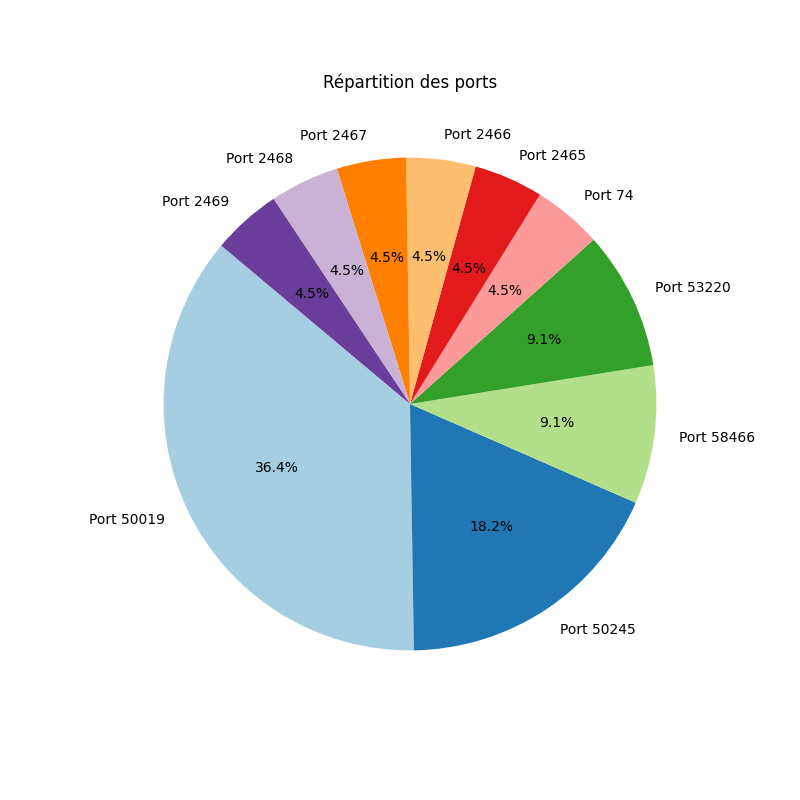 Répartition des ports
Port 2467
Port 2466
Port 2468
Port 2465
Port 2469
Port 74
4.5%
4.5%
4.5%
4.5%
4.5%
4.5%
Port 53220
9.1%
9.1%
Port 58466
36.4%
Port 50019
18.2%
Port 50245